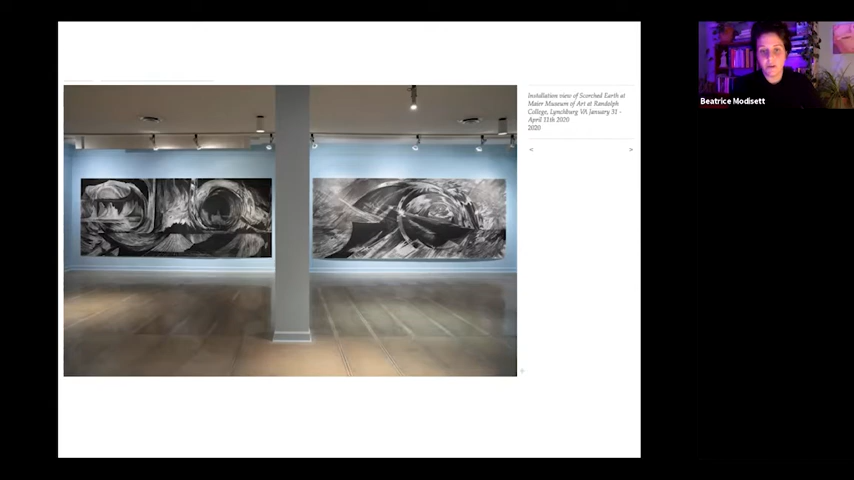 Installation view of Scorched Earth at
Maier Museum of Art at Randolph
College, Lynchburg VA January 31 -
April 11th 2020
2020
Beatrice Modisett